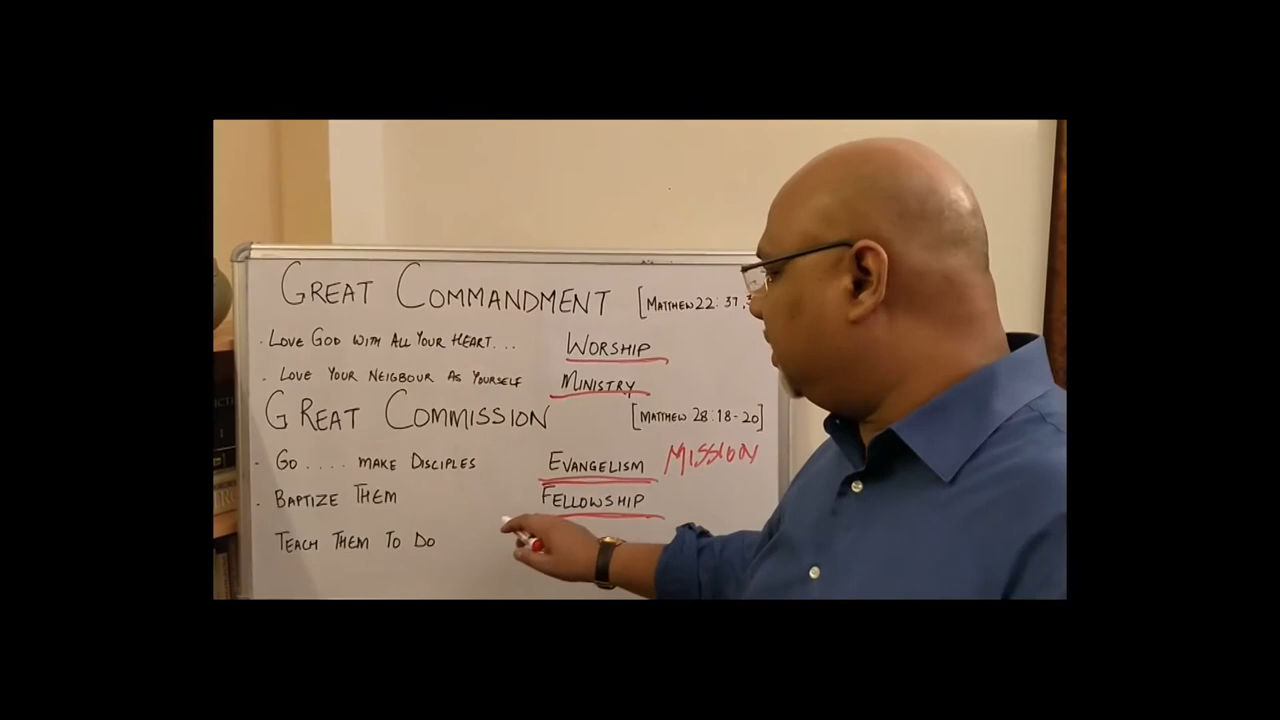 GREAT COMMANDMENT [MATTHEW 22: 37,
. LOVE GOD WITH ALL YOUR HEART... WORSHIP
. LOVE YOUR NEIGBOUR AS YOURSELF MINISTRY
GREAT COMMISSION [MATTHEW 28:18-20]
. GO .... MAKE DISCIPLES EVANGELISM MISSION
. BAPTIZE THEM FELLOWSHIP
TEACH THEM TO DO